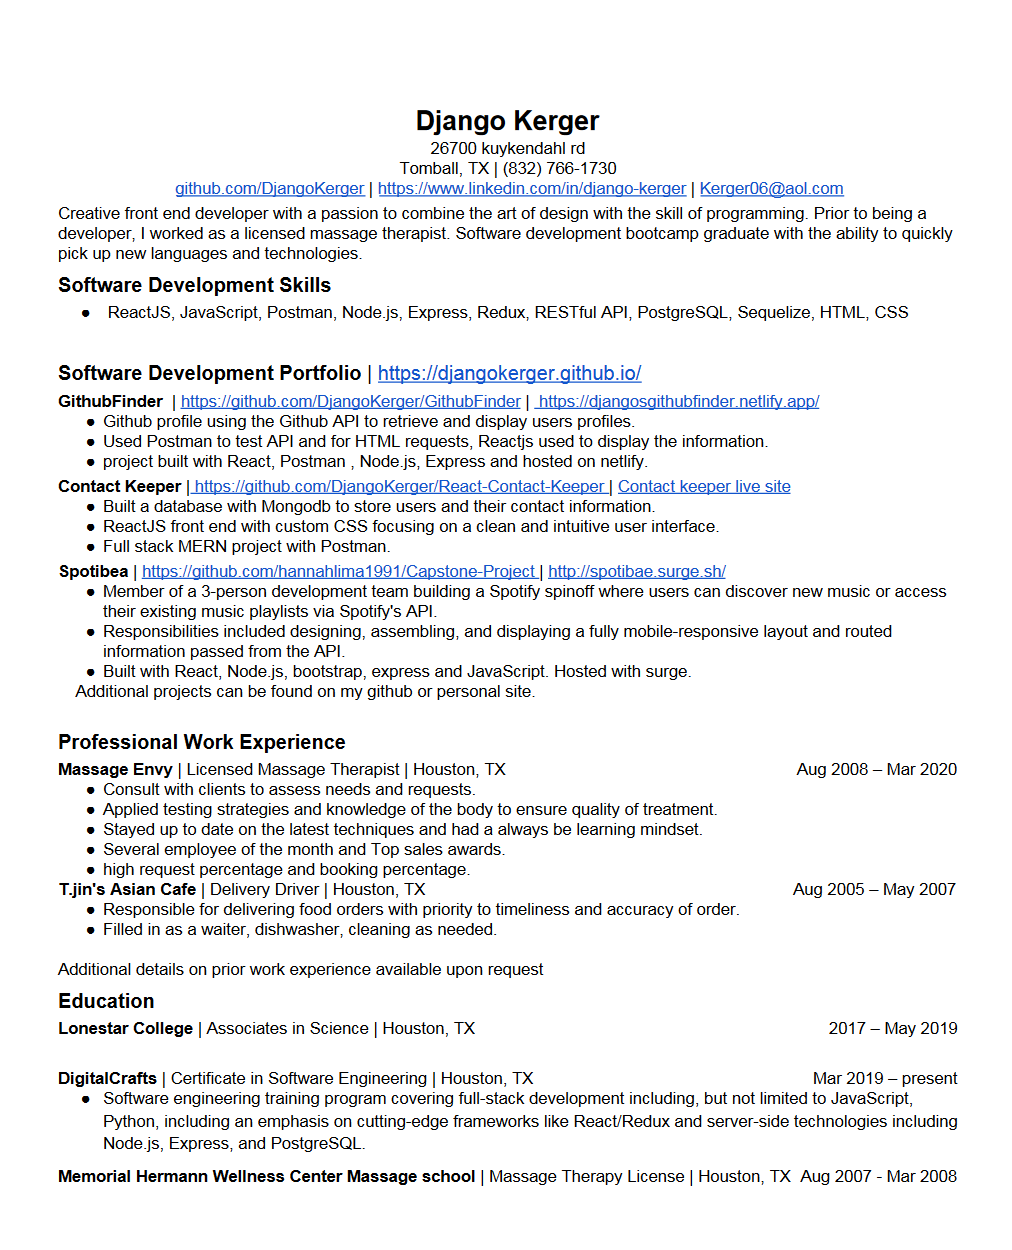 Django Kerger
26700 kuykendahl rd
Tomball, TX | (832) 766-1730
github.com/DjangoKerger | https://www.linkedin.com/in/django-kerger | Kerger06@aol.com
Creative front end developer with a passion to combine the art of design with the skill of programming. Prior to being a
developer, I worked as a licensed massage therapist. Software development bootcamp graduate with the ability to quickly
pick up new languages and technologies.
Software Development Skills
● ReactJS, JavaScript, Postman, Node.js, Express, Redux, RESTful API, PostgreSQL, Sequelize, HTML, CSS
Software Development Portfolio | https://djangokerger.github.io/
GithubFinder | https://github.com/DjangoKerger/GithubFinder | https://djangosgithubfinder.netlify.app/
● Github profile using the Github API to retrieve and display users profiles.
● Used Postman to test API and for HTML requests, Reactjs used to display the information.
● project built with React, Postman , Node.js, Express and hosted on netlify.
Contact Keeper | https://github.com/DjangoKerger/React-Contact-Keeper | Contact keeper live site
● Built a database with Mongodb to store users and their contact information.
● ReactJS front end with custom CSS focusing on a clean and intuitive user interface.
● Full stack MERN project with Postman.
Spotibea | https://github.com/hannahlima1991/Capstone-Project | http://spotibae.surge.sh/
● Member of a 3-person development team building a Spotify spinoff where users can discover new music or access
their existing music playlists via Spotify's API.
● Responsibilities included designing, assembling, and displaying a fully mobile-responsive layout and routed
information passed from the API.
● Built with React, Node.js, bootstrap, express and JavaScript. Hosted with surge.
Additional projects can be found on my github or personal site.
Professional Work Experience
Massage Envy | Licensed Massage Therapist | Houston, TX Aug 2008 – Mar 2020
● Consult with clients to assess needs and requests.
● Applied testing strategies and knowledge of the body to ensure quality of treatment.
● Stayed up to date on the latest techniques and had a always be learning mindset.
● Several employee of the month and Top sales awards.
● high request percentage and booking percentage.
T.jin's Asian Cafe | Delivery Driver | Houston, TX Aug 2005 – May 2007
● Responsible for delivering food orders with priority to timeliness and accuracy of order.
● Filled in as a waiter, dishwasher, cleaning as needed.
Additional details on prior work experience available upon request
Education
Lonestar College | Associates in Science | Houston, TX 2017 – May 2019
DigitalCrafts | Certificate in Software Engineering | Houston, TX Mar 2019 – present
● Software engineering training program covering full-stack development including, but not limited to JavaScript,
Python, including an emphasis on cutting-edge frameworks like React/Redux and server-side technologies including
Node.js, Express, and PostgreSQL.
Memorial Hermann Wellness Center Massage school | Massage Therapy License | Houston, TX Aug 2007 - Mar 2008